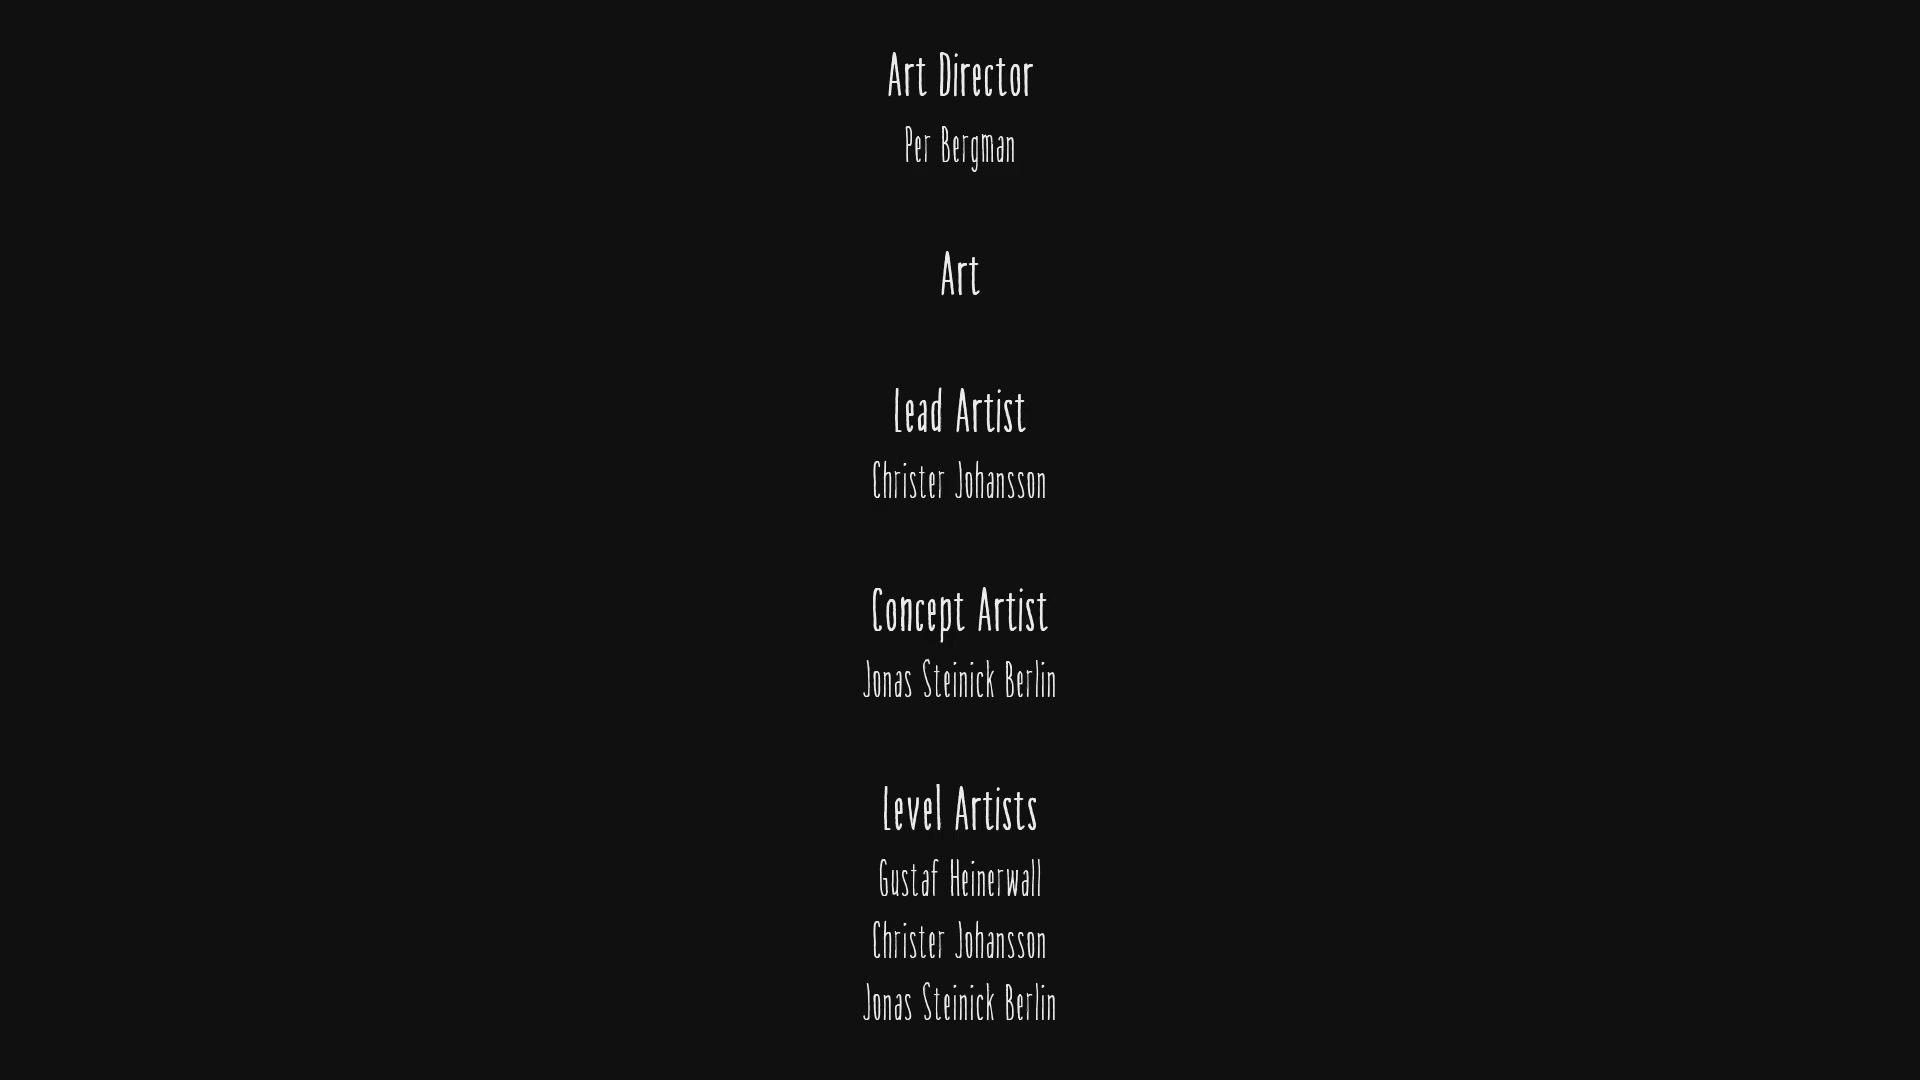 Art Director
Per Bergman
Art
Lead Artist
Christer Johansson
Concept Artist
Jonas Steinick Berlin
Level Artists
Gustaf Heinerwall
Christer Johansson
Jonas Steinick Berlin